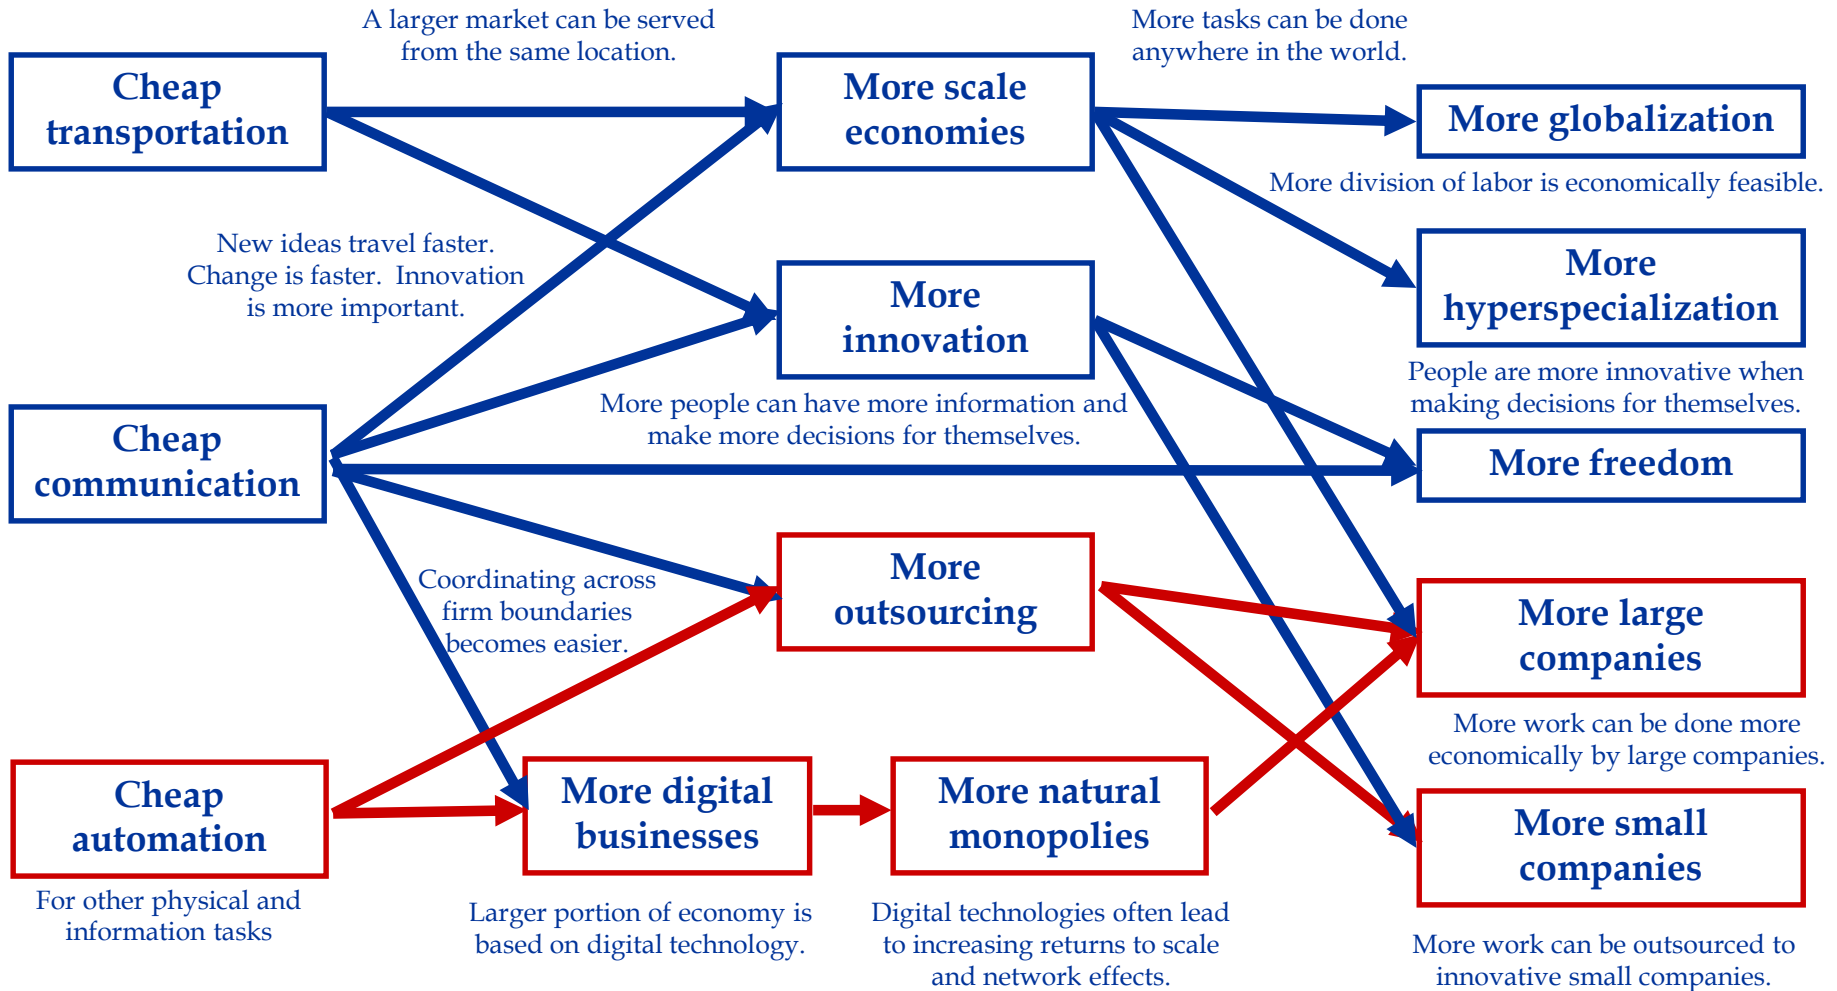 A larger market can be served
from the same location.
More tasks can be done
anywhere in the world.
Cheap
transportation
More scale
economies
More globalization
More division of labor is economically feasible.
New ideas travel faster.
Change is faster.  Innovation
is more important.
More
innovation
More
hyperspecialization
People are more innovative when
making decisions for themselves.
More people can have more information and
make more decisions for themselves.
Cheap
communication
More freedom
More
outsourcing
Coordinating across
firm boundaries
becomes easier.
More large
companies
More work can be done more
economically by large companies.
Cheap
automation
For other physical and
information tasks
More digital
businesses
Larger portion of economy is
based on digital technology.
More natural
monopolies
Digital technologies often lead
to increasing returns to scale
and network effects.
More small
companies
More work can be outsourced to
innovative small companies.